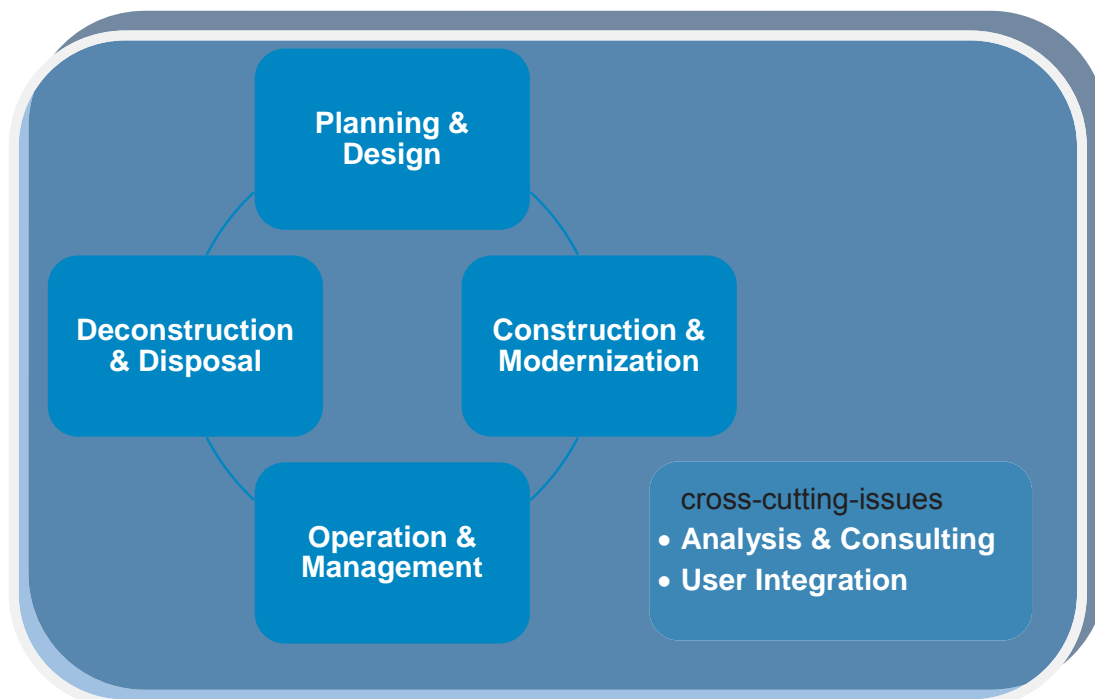 Planning &
Design
Deconstruction
& Disposal
Construction &
Modernization
Operation &
Management
cross-cutting-issues
• Analysis & Consulting
• User Integration